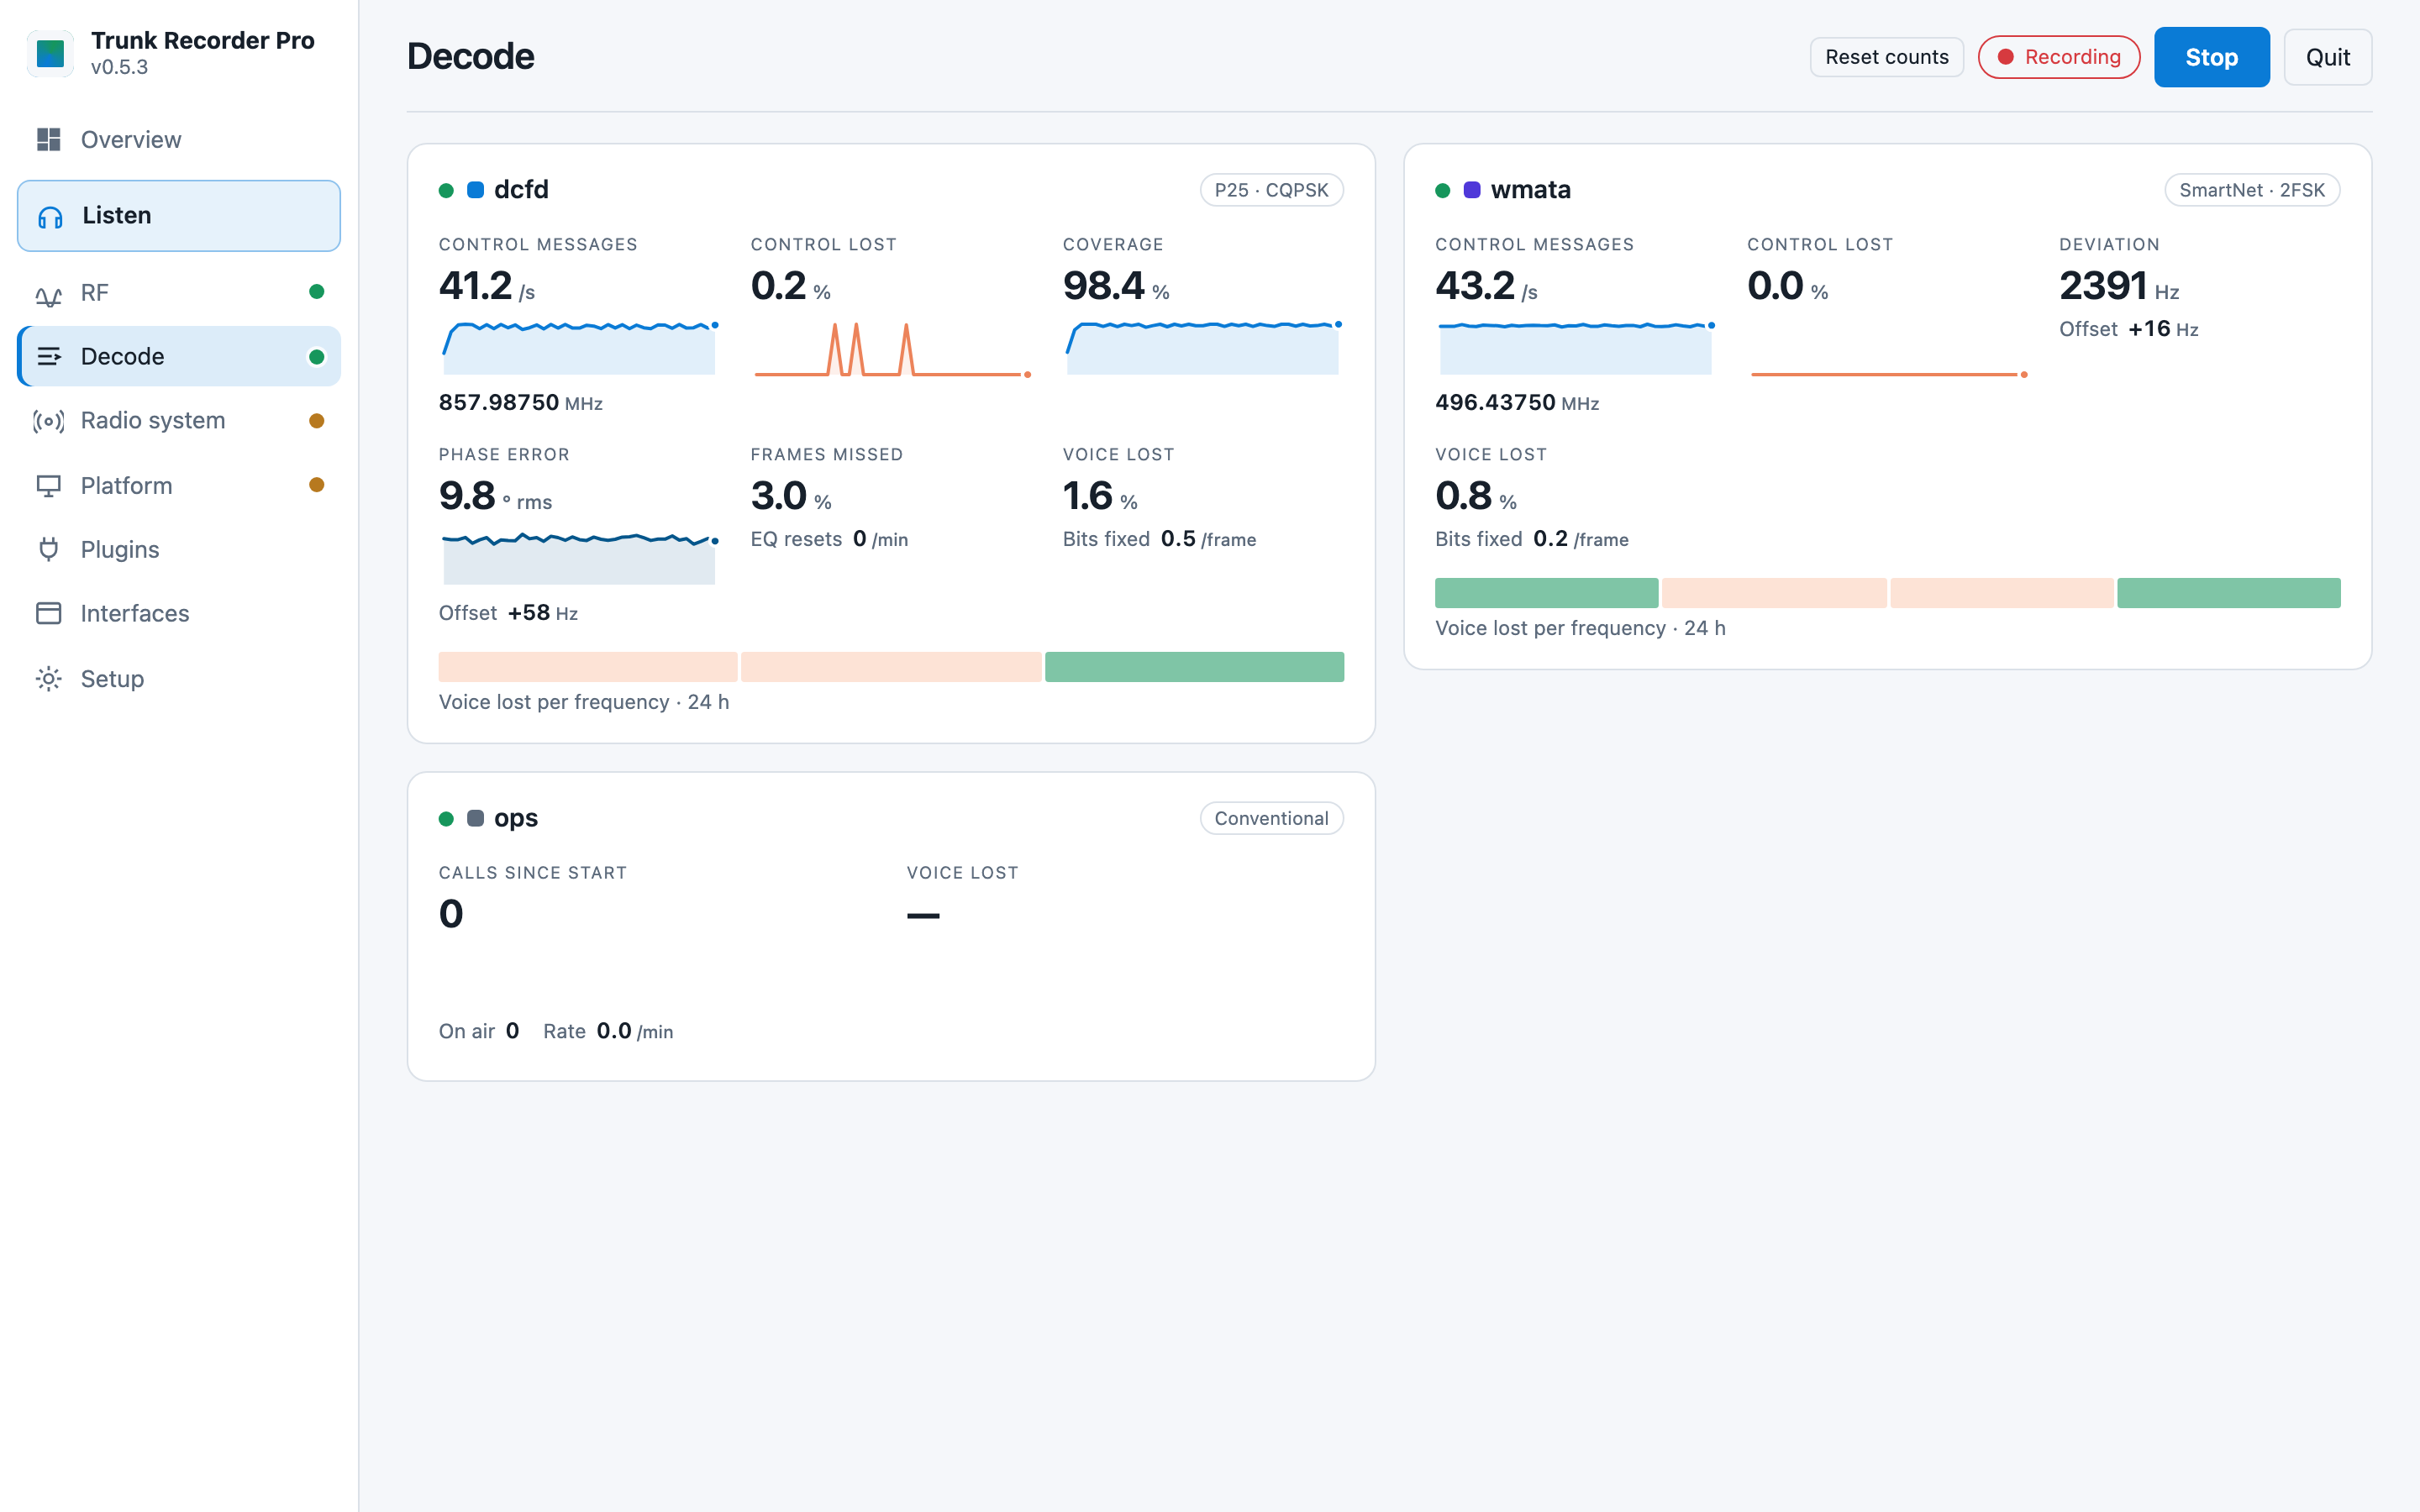 Trunk Recorder Pro
v0.5.3
Overview
Listen
RF
Decode
Radio system
Platform
Plugins
Interfaces
Setup
Decode
Reset counts
Recording
Stop
Quit
dcfd
P25 · CQPSK
CONTROL MESSAGES
41.2 /s
857.98750 MHz
CONTROL LOST
0.2 %
COVERAGE
98.4 %
PHASE ERROR
9.8 ° rms
Offset +58 Hz
FRAMES MISSED
3.0 %
EQ resets 0 /min
VOICE LOST
1.6 %
Bits fixed 0.5 /frame
Voice lost per frequency · 24 h
wmata
SmartNet · 2FSK
CONTROL MESSAGES
43.2 /s
496.43750 MHz
CONTROL LOST
0.0 %
DEVIATION
2391 Hz
Offset +16 Hz
VOICE LOST
0.8 %
Bits fixed 0.2 /frame
Voice lost per frequency · 24 h
ops
Conventional
CALLS SINCE START
0
VOICE LOST
—
On air 0 Rate 0.0 /min